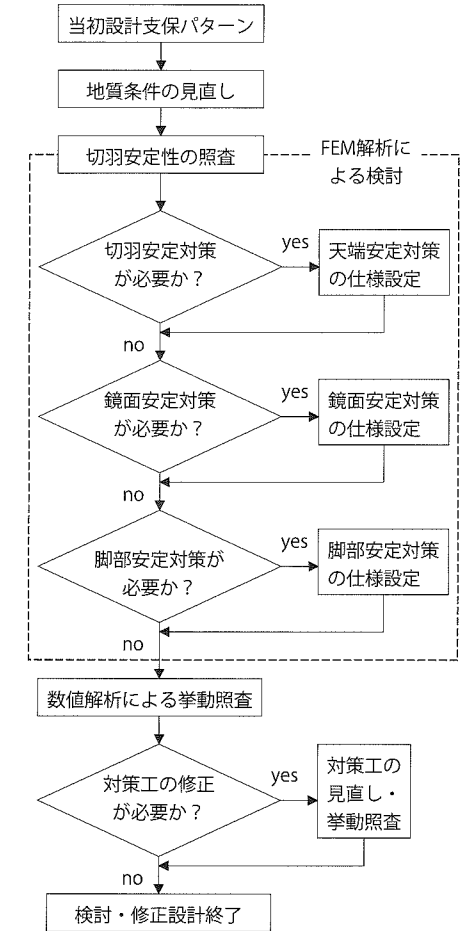 当初設計支保パターン
地質条件の見直し
切羽安定性の照査
FEM解析に
よる検討
切羽安定対策
が必要か？
yes
天端安定対策
の仕様設定
no
鏡面安定対策
が必要か？
yes
鏡面安定対策
の仕様設定
no
脚部安定対策が
必要か？
yes
脚部安定対策
の仕様設定
no
数値解析による挙動照査
対策工の修正
が必要か？
yes
対策工の
見直し・
挙動照査
no
検討・修正設計終了